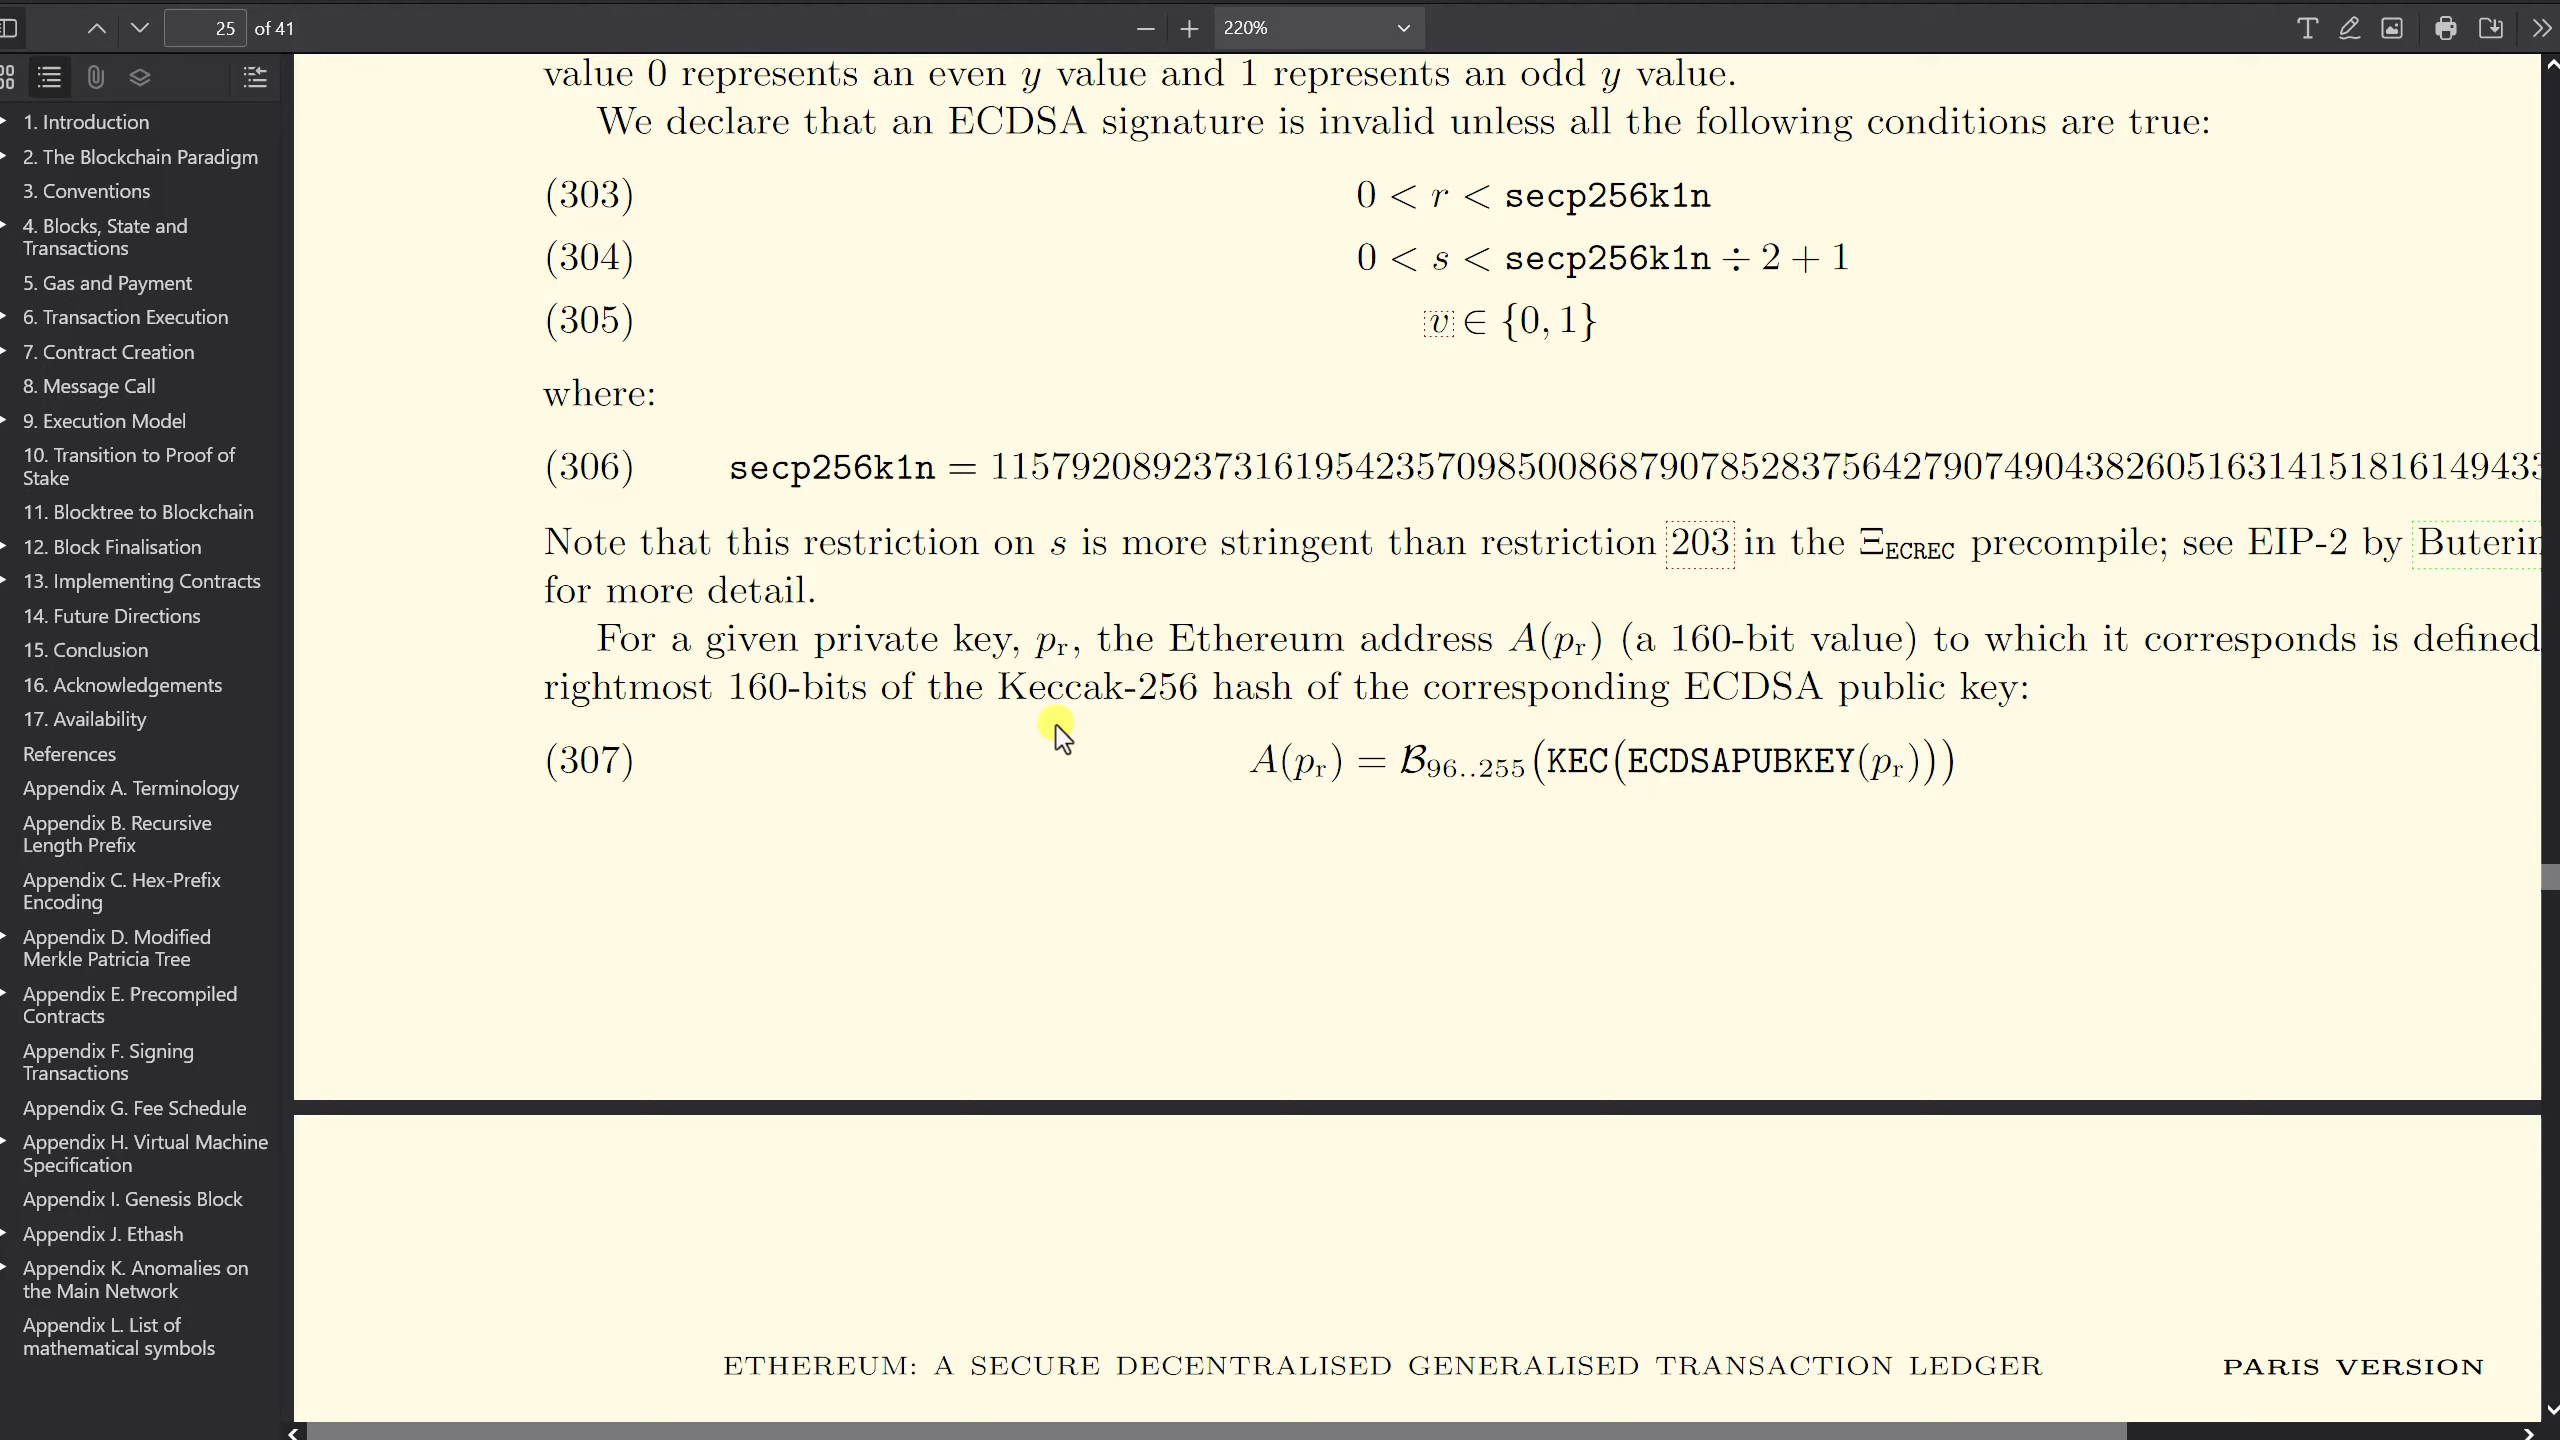 25 of 41
220%
1. Introduction
2. The Blockchain Paradigm
3. Conventions
4. Blocks, State and
Transactions
5. Gas and Payment
6. Transaction Execution
7. Contract Creation
8. Message Call
9. Execution Model
10. Transition to Proof of
Stake
11. Blocktree to Blockchain
12. Block Finalisation
13. Implementing Contracts
14. Future Directions
15. Conclusion
16. Acknowledgements
17. Availability
References
Appendix A. Terminology
Appendix B. Recursive
Length Prefix
Appendix C. Hex-Prefix
Encoding
Appendix D. Modified
Merkle Patricia Tree
Appendix E. Precompiled
Contracts
Appendix F. Signing
Transactions
Appendix G. Fee Schedule
Appendix H. Virtual Machine
Specification
Appendix I. Genesis Block
Appendix J. Ethash
Appendix K. Anomalies on
the Main Network
Appendix L. List of
mathematical symbols
value 0 represents an even y value and 1 represents an odd y value.
We declare that an ECDSA signature is invalid unless all the following conditions are true:
(303) 0 < r < secp256k1n
(304) 0 < s < secp256k1n ÷ 2 + 1
(305) v ∈ {0, 1}
where:
(306) secp256k1n = 1157920892373161954235709850086879078528375642790749043826051631415181614943
Note that this restriction on s is more stringent than restriction 203 in the Ξ_ECREC precompile; see EIP-2 by Buterin
for more detail.
For a given private key, p_r, the Ethereum address A(p_r) (a 160-bit value) to which it corresponds is defined
rightmost 160-bits of the Keccak-256 hash of the corresponding ECDSA public key:
(307) A(p_r) = B_96..255(KEC(ECDSAPUBKEY(p_r)))
ETHEREUM: A SECURE DECENTRALISED GENERALISED TRANSACTION LEDGER PARIS VERSION